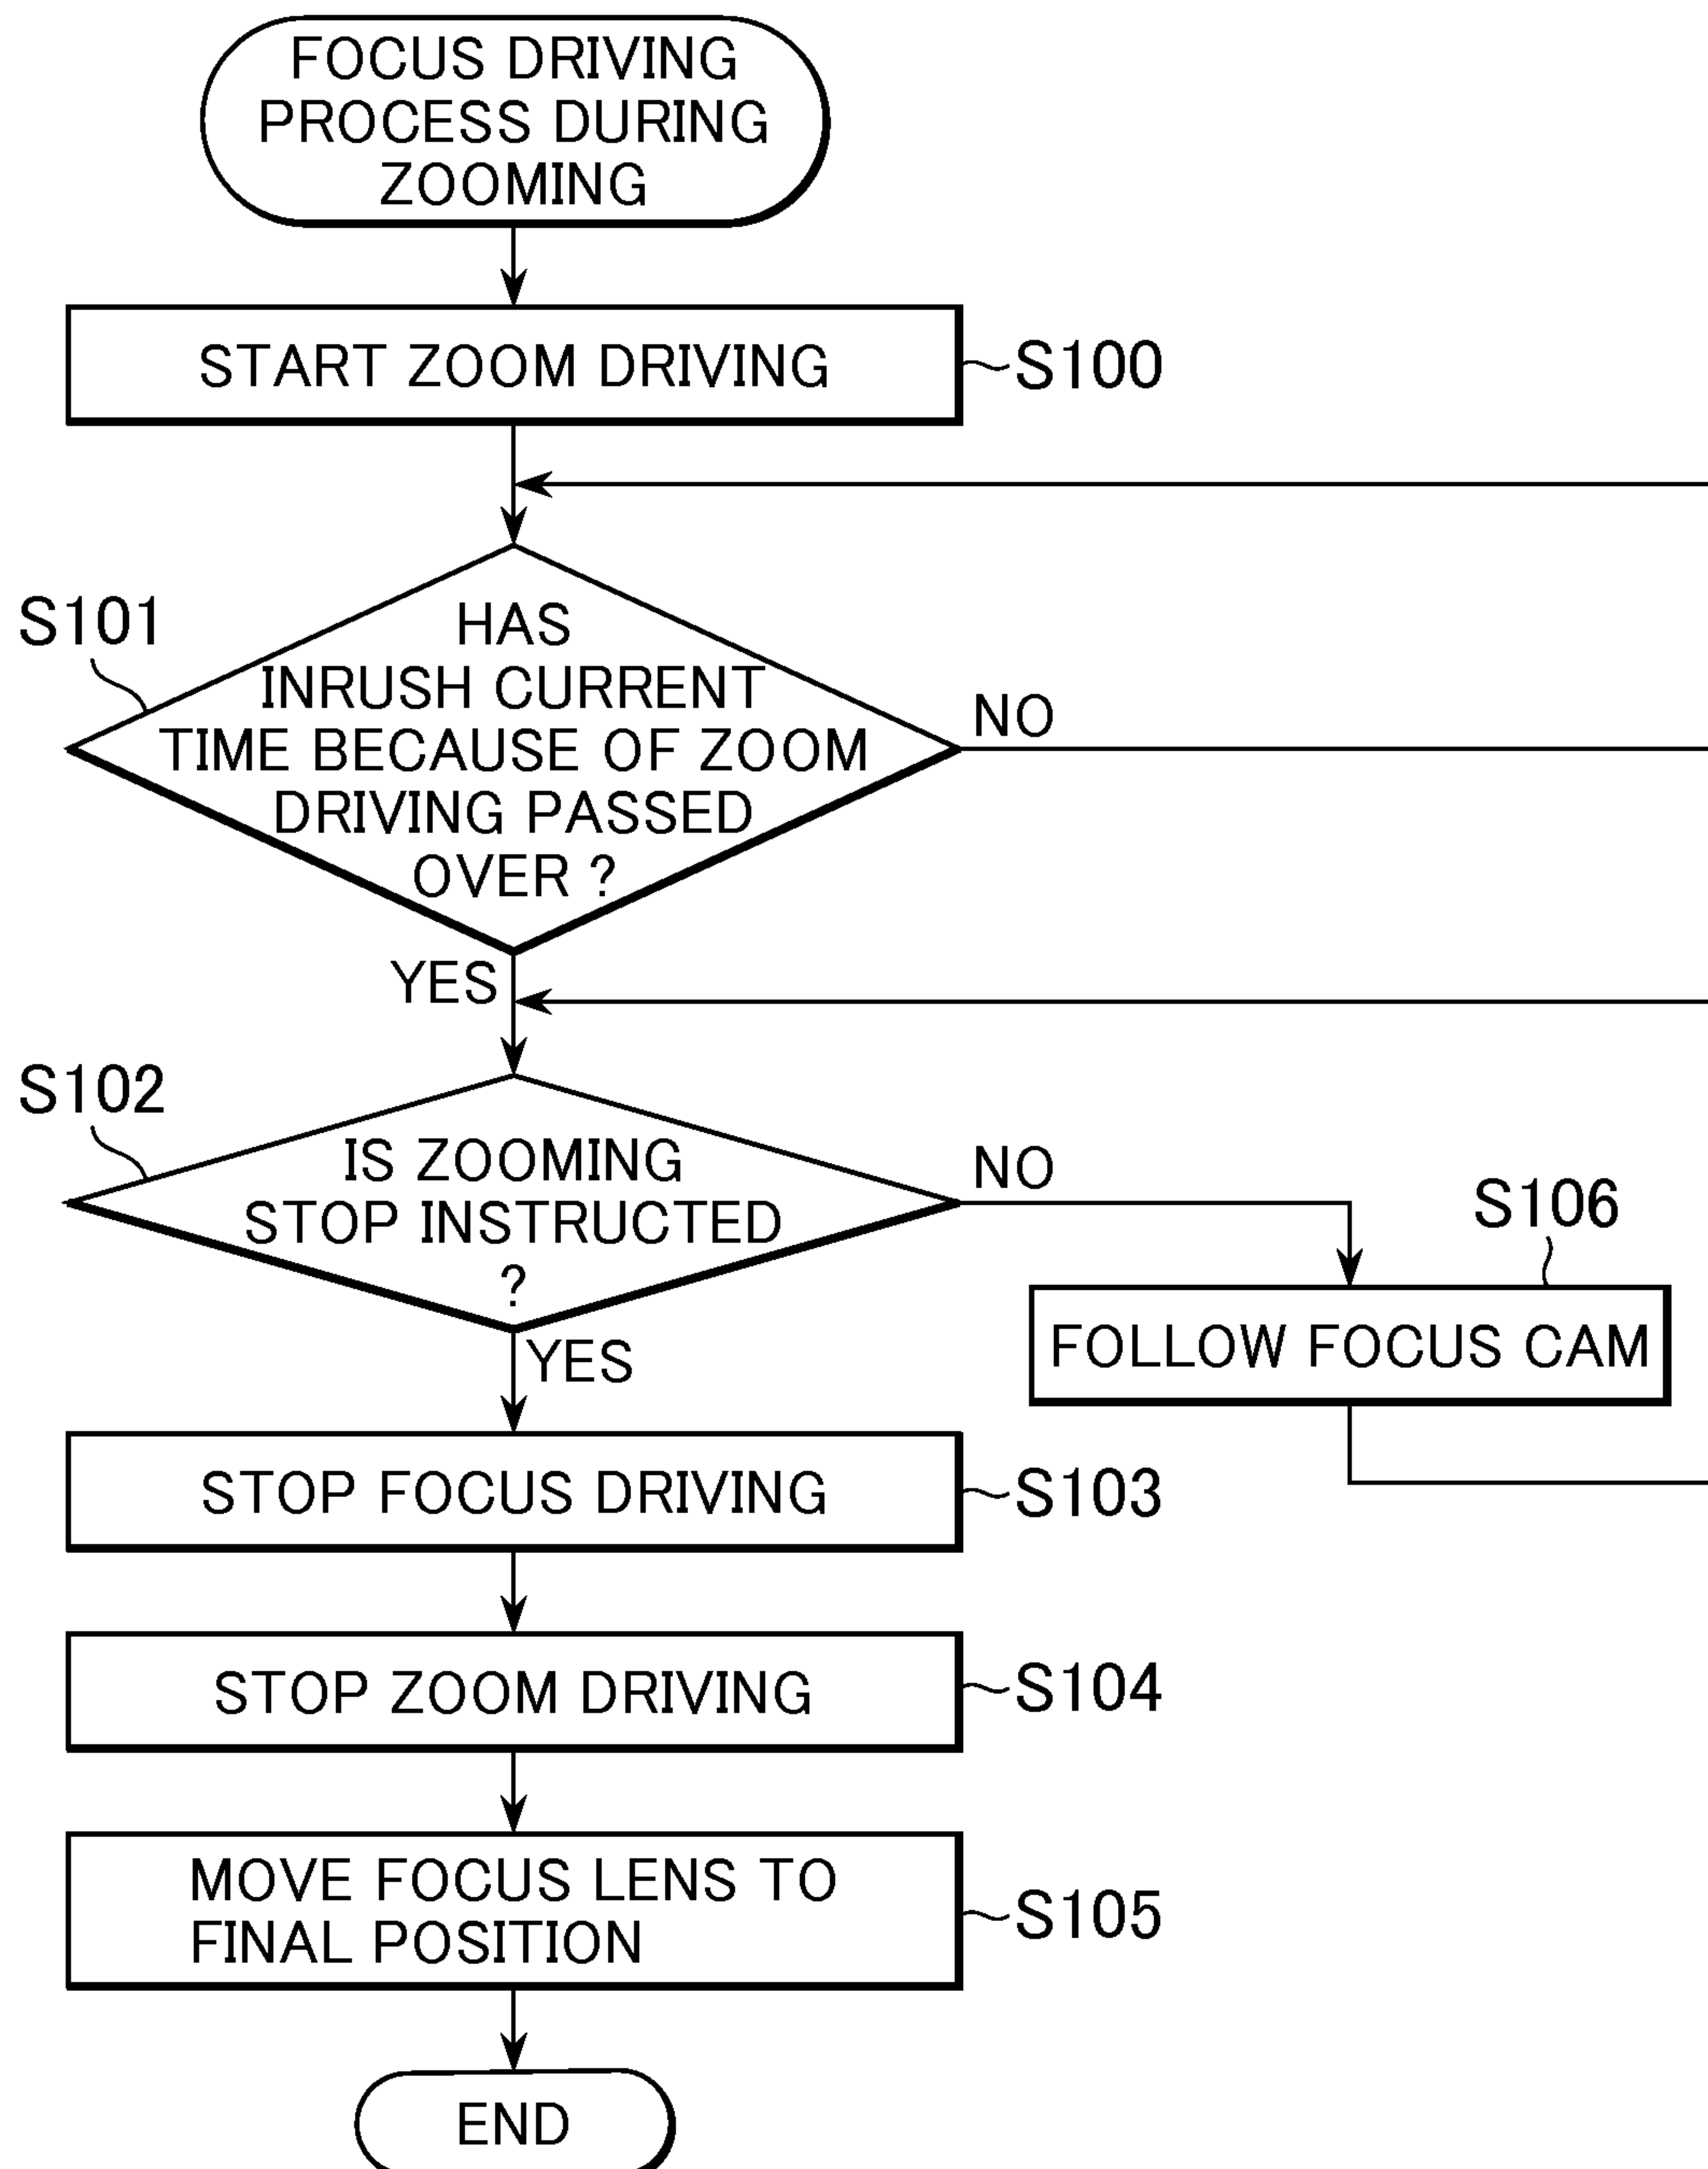 FOCUS DRIVING
PROCESS DURING
ZOOMING
START ZOOM DRIVING
S100
S101
HAS
INRUSH CURRENT
TIME BECAUSE OF ZOOM
DRIVING PASSED
OVER ?
NO
YES
S102
IS ZOOMING
STOP INSTRUCTED
?
NO
S106
FOLLOW FOCUS CAM
YES
STOP FOCUS DRIVING
S103
STOP ZOOM DRIVING
S104
MOVE FOCUS LENS TO
FINAL POSITION
S105
END